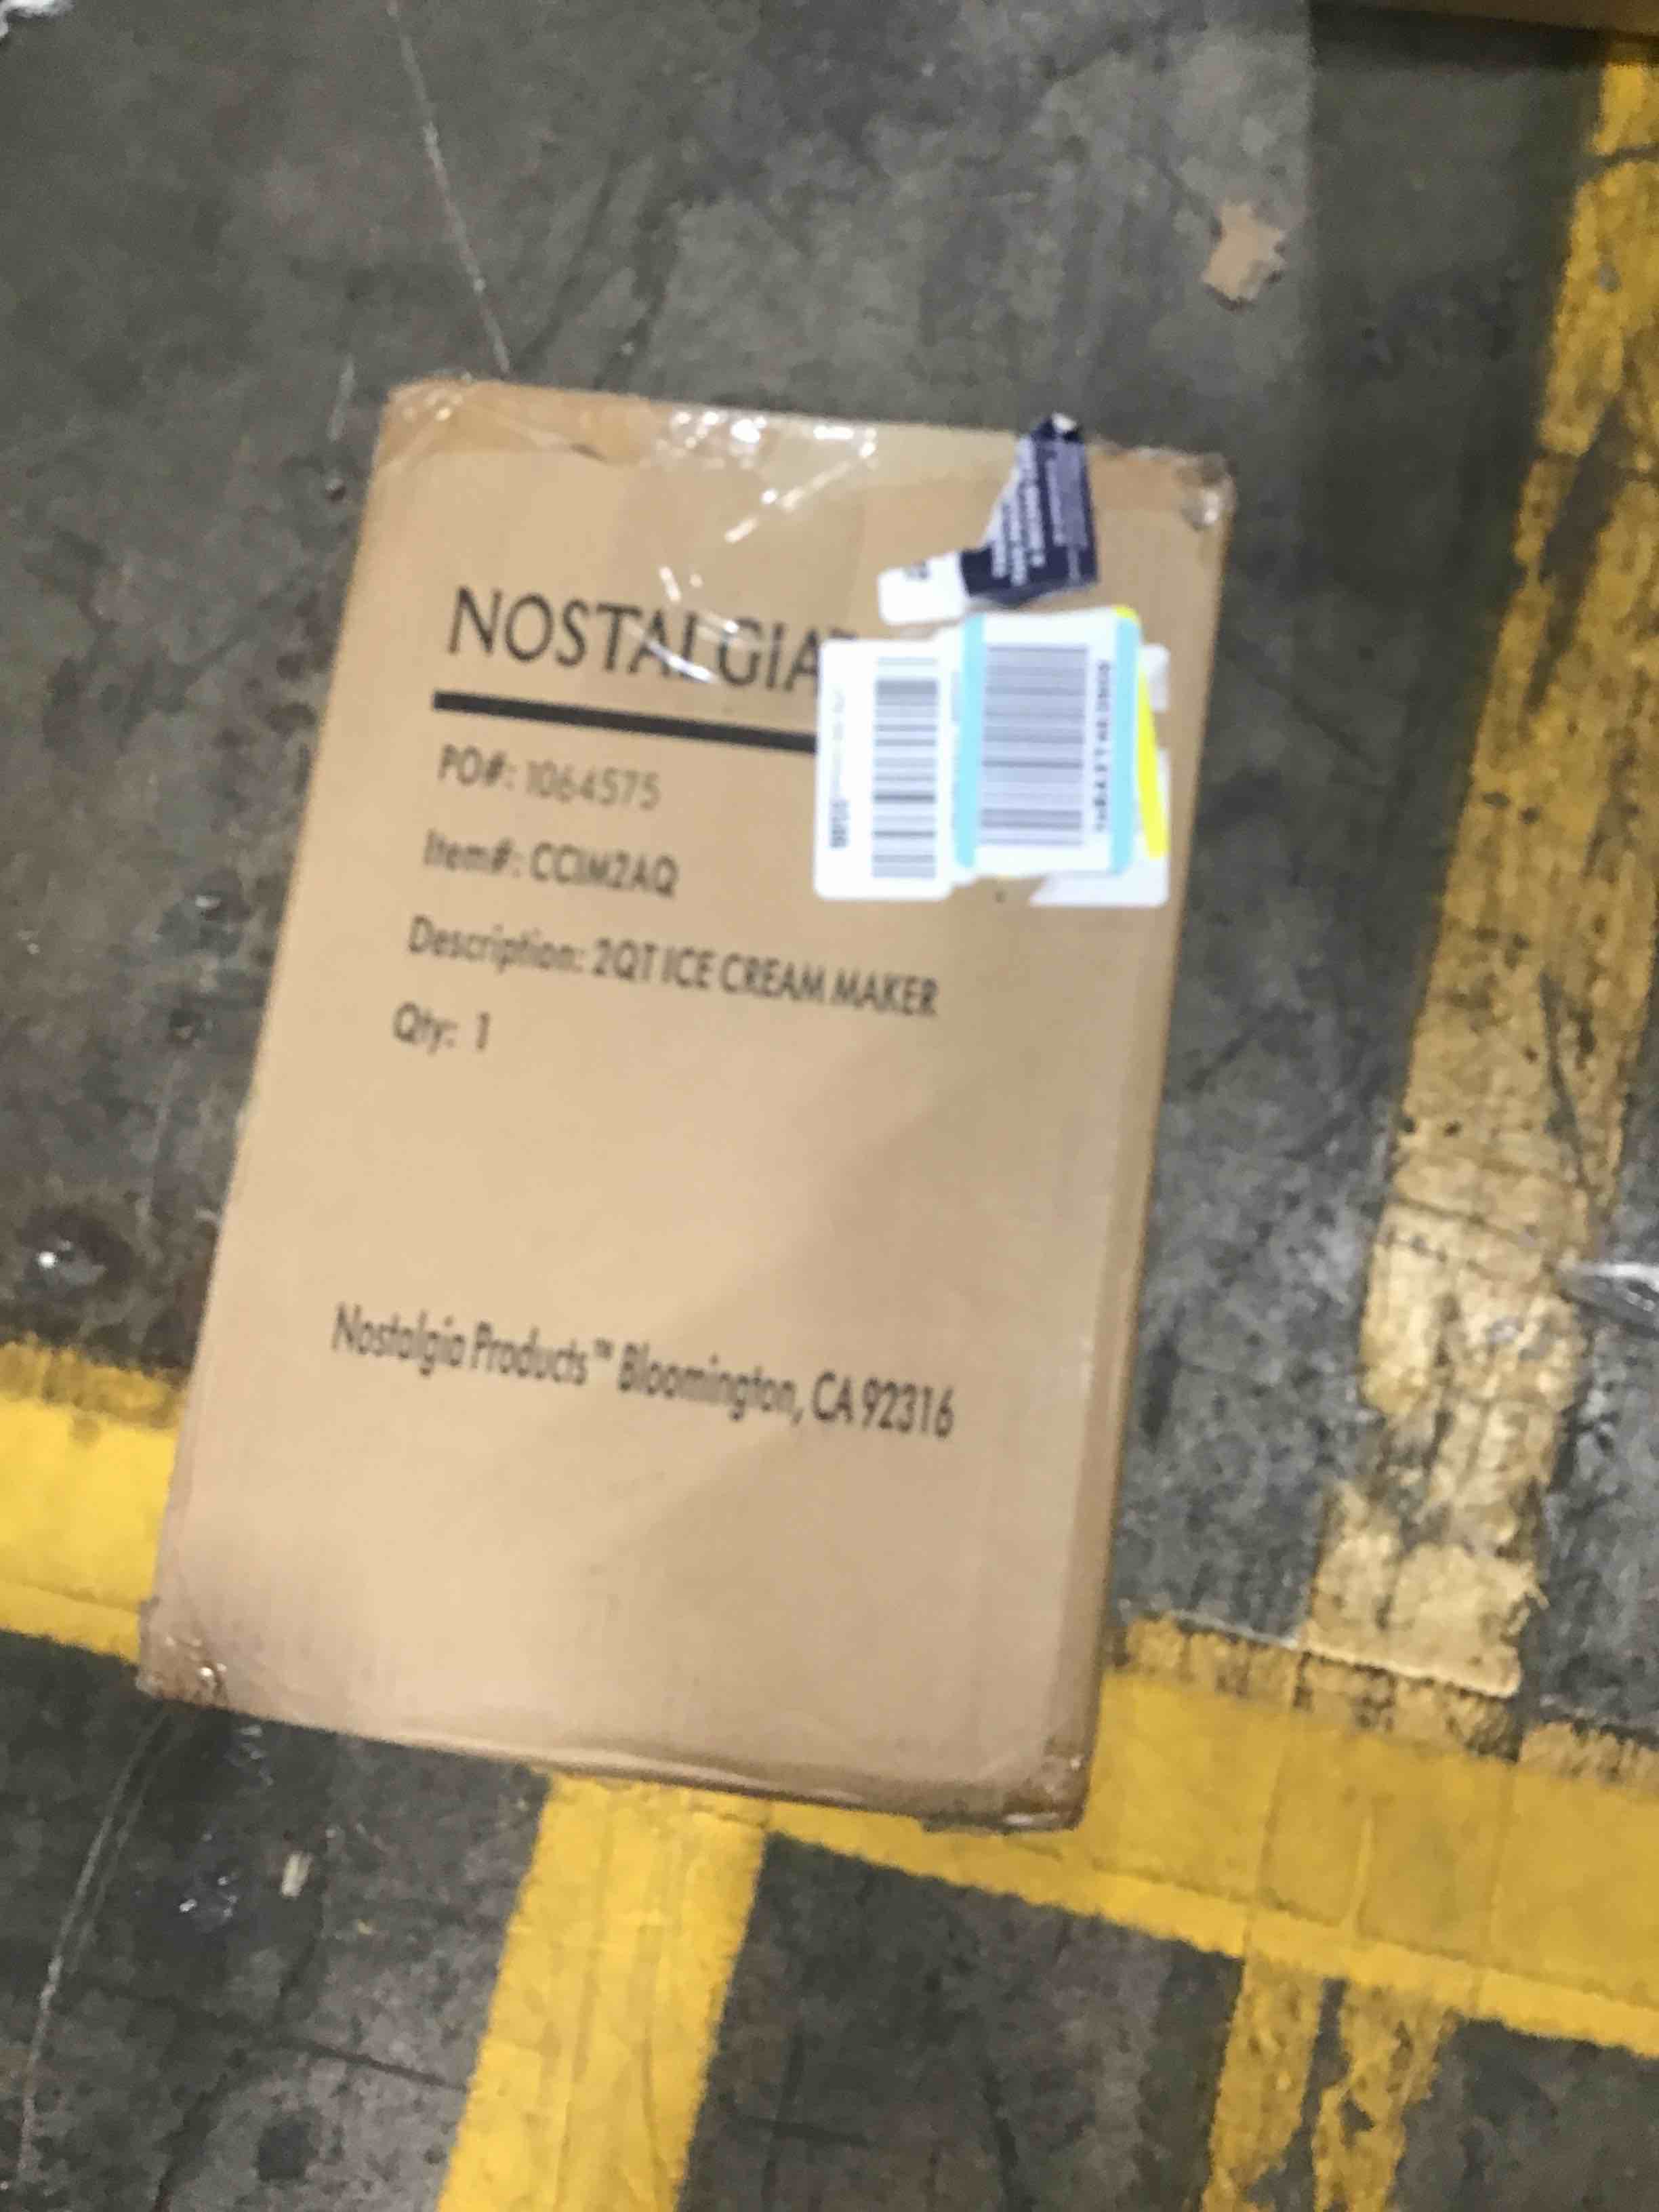 NOSTALGIA
PO#: 1064575
Item#: CCIM2AQ
Description: 2QT ICE CREAM MAKER
Qty: 1
Nostalgia Products™ Bloomington, CA 92316